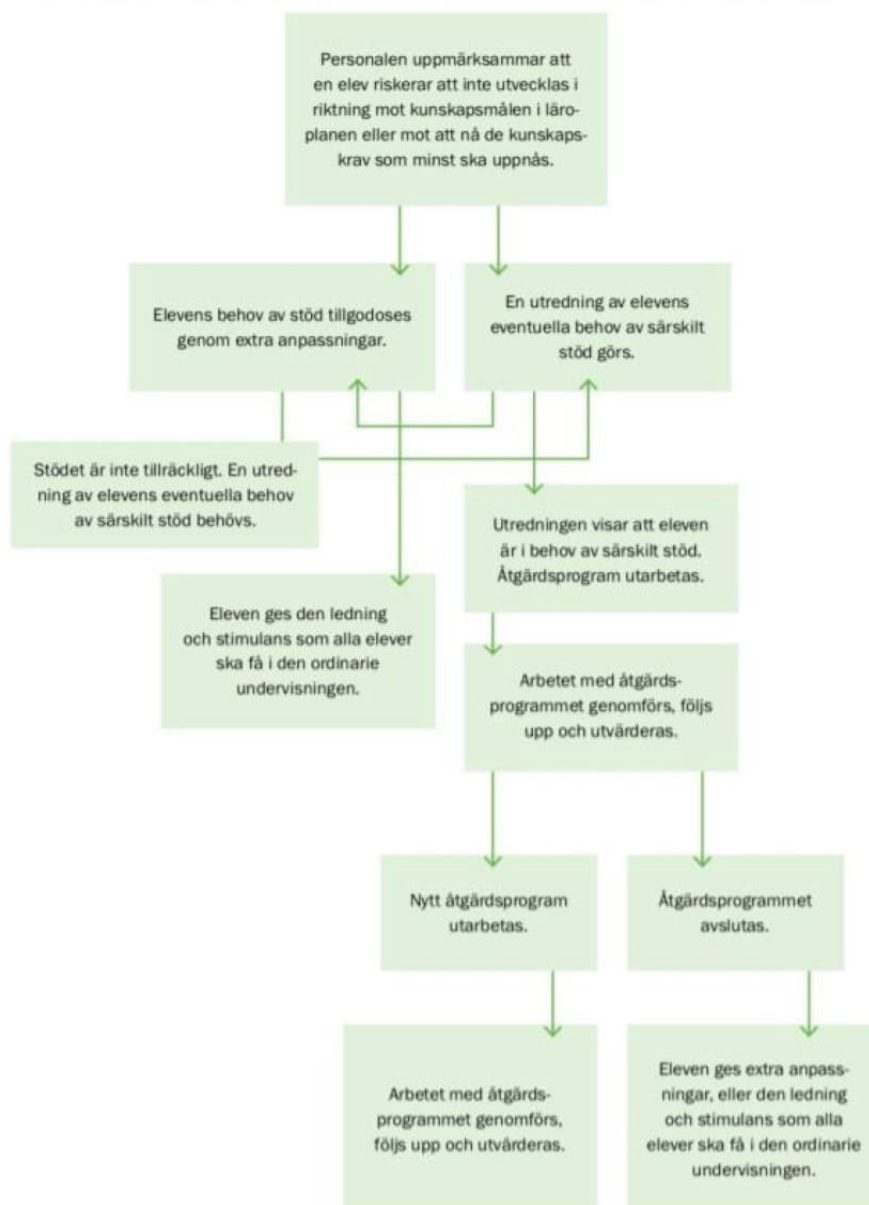 Personalen uppmärksammar att
en elev riskerar att inte utvecklas i
riktning mot kunskapsmålen i läro-
planen eller mot att nå de kunskaps-
krav som minst ska uppnås.
Elevens behov av stöd tillgodoses
genom extra anpassningar.
En utredning av elevens
eventuella behov av särskilt
stöd görs.
Stödet är inte tillräckligt. En utred-
ning av elevens eventuella behov
av särskilt stöd behövs.
Utredningen visar att eleven
är i behov av särskilt stöd.
Åtgärdsprogram utarbetas.
Eleven ges den ledning
och stimulans som alla elever
ska få i den ordinarie
undervisningen.
Arbetet med åtgärds-
programmet genomförs, följs
upp och utvärderas.
Nytt åtgärdsprogram
utarbetas.
Åtgärdsprogrammet
avslutas.
Arbetet med åtgärds-
programmet genomförs,
följs upp och utvärderas.
Eleven ges extra anpass-
ningar, eller den ledning
och stimulans som alla
elever ska få i den ordinarie
undervisningen.